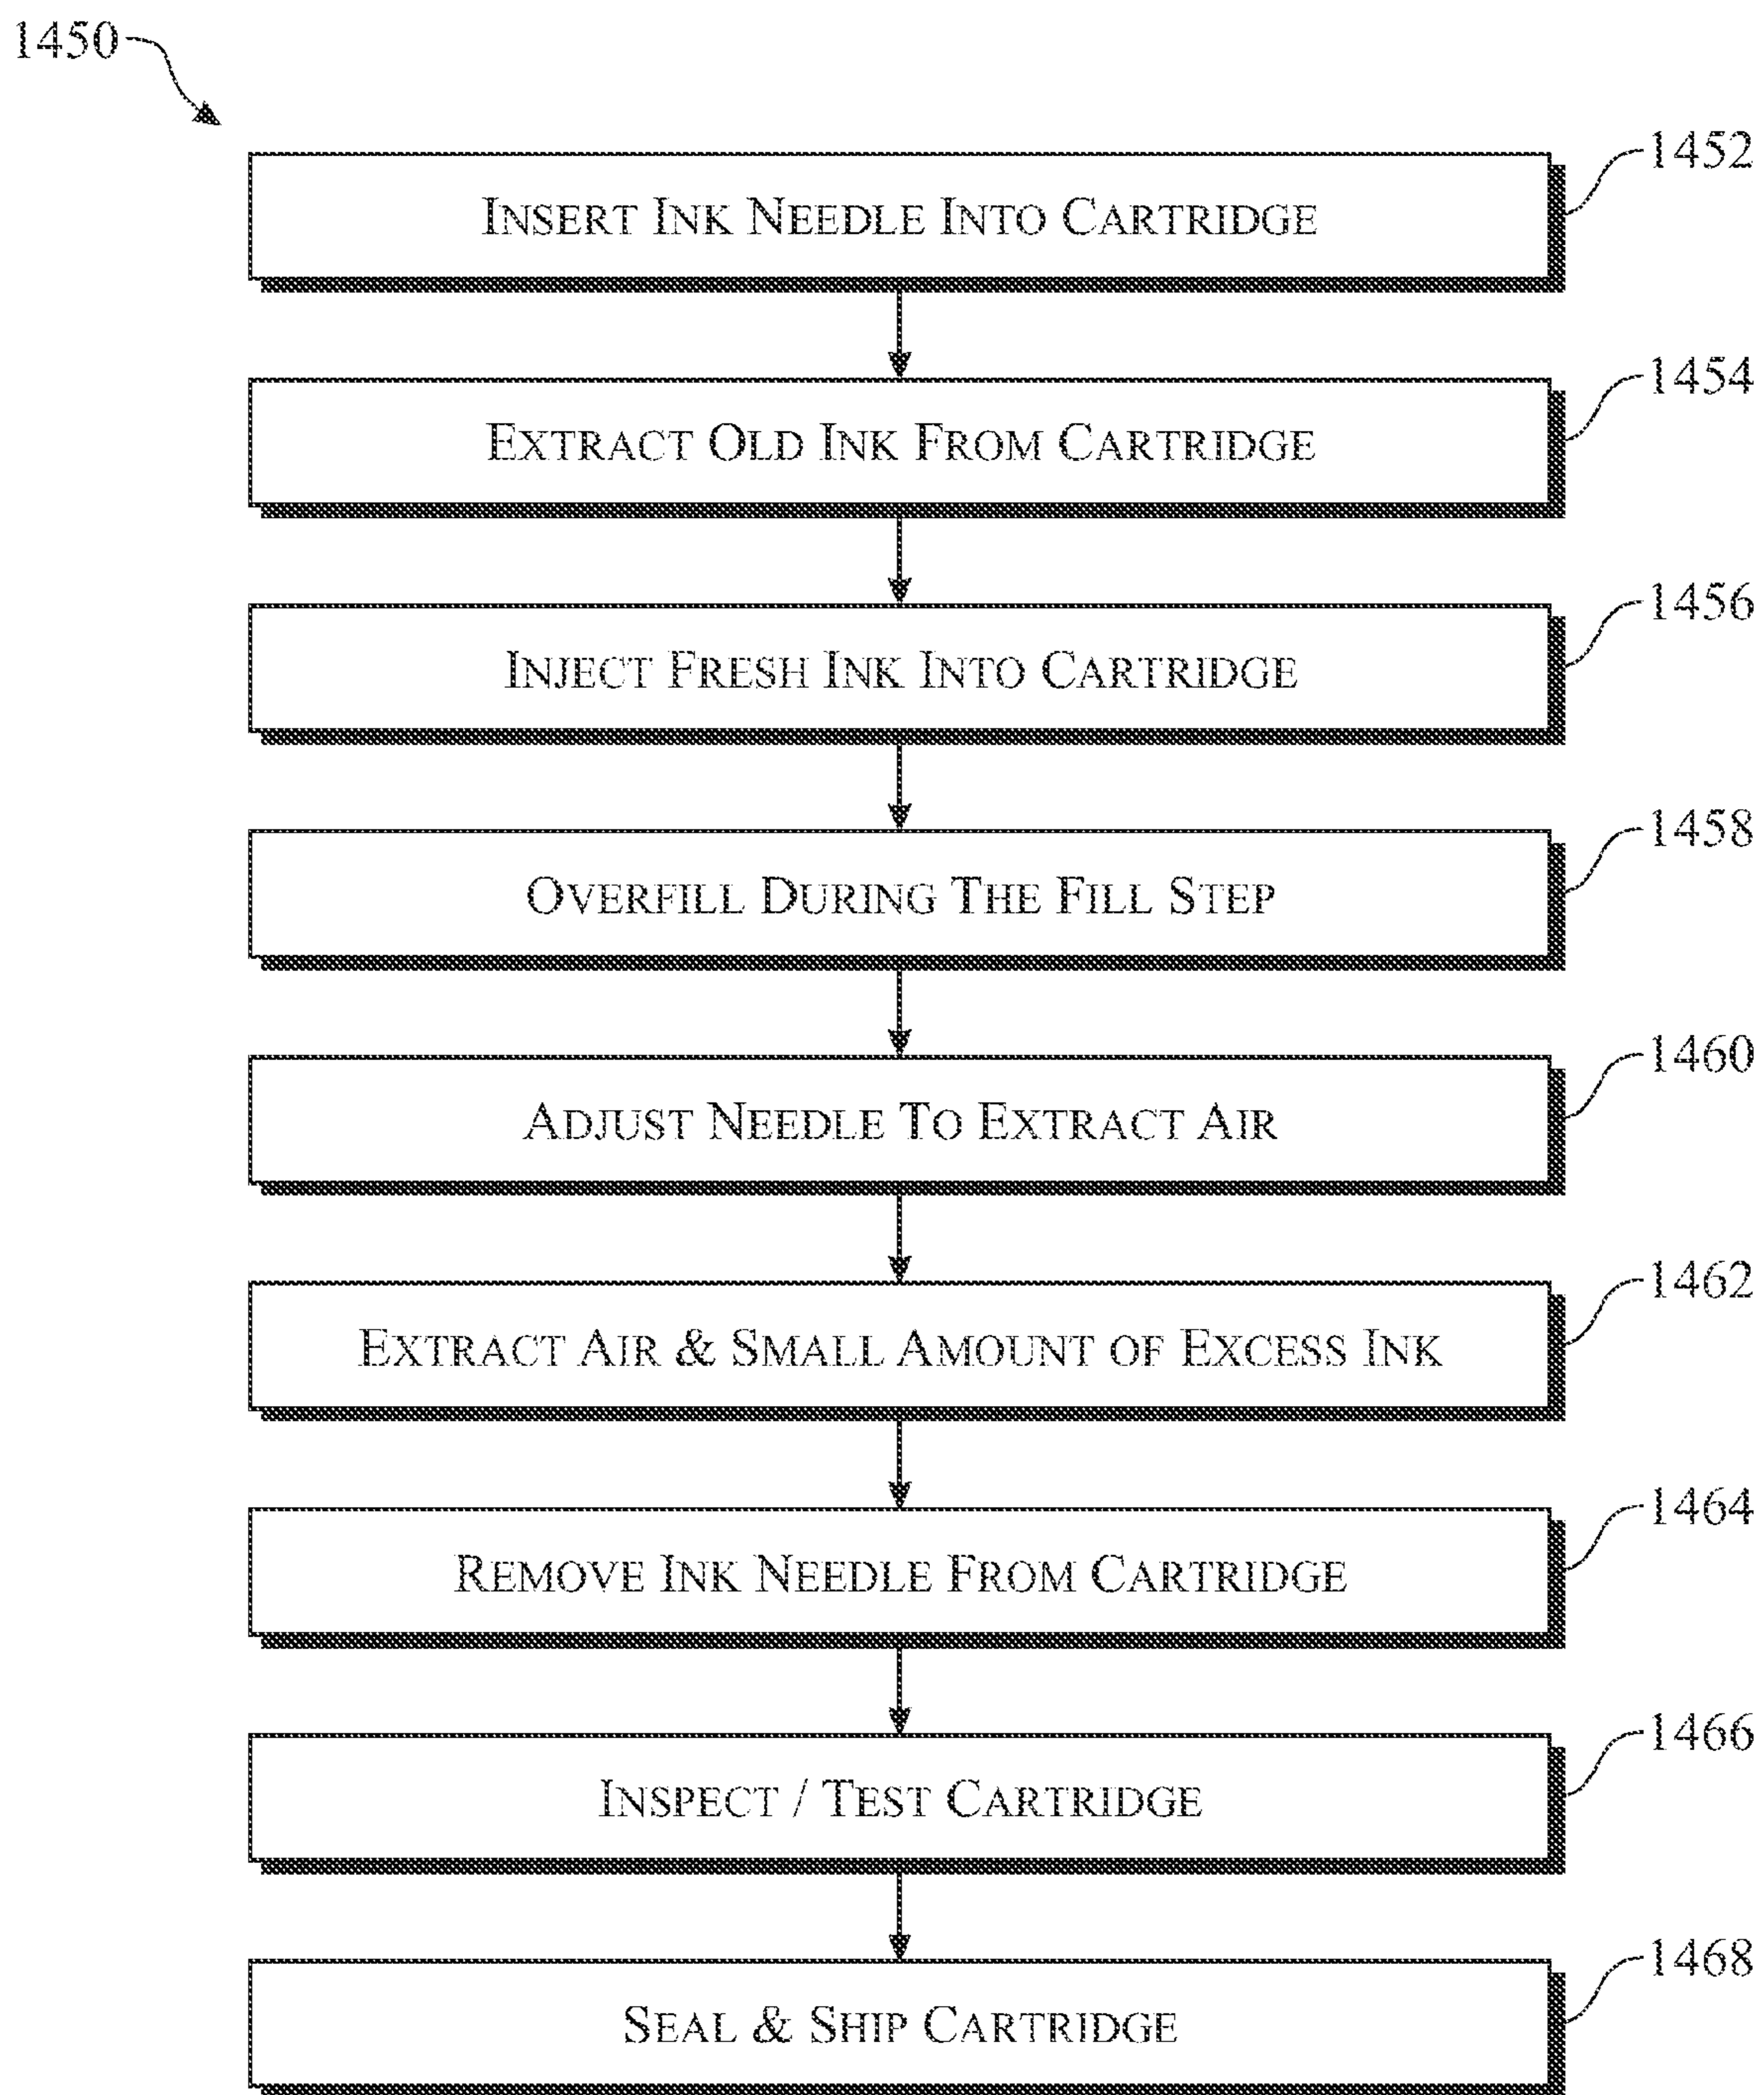 1450
1452
INSERT INK NEEDLE INTO CARTRIDGE
1454
EXTRACT OLD INK FROM CARTRIDGE
1456
INJECT FRESH INK INTO CARTRIDGE
1458
OVERFILL DURING THE FILL STEP
1460
ADJUST NEEDLE TO EXTRACT AIR
1462
EXTRACT AIR & SMALL AMOUNT OF EXCESS INK
1464
REMOVE INK NEEDLE FROM CARTRIDGE
1466
INSPECT / TEST CARTRIDGE
1468
SEAL & SHIP CARTRIDGE